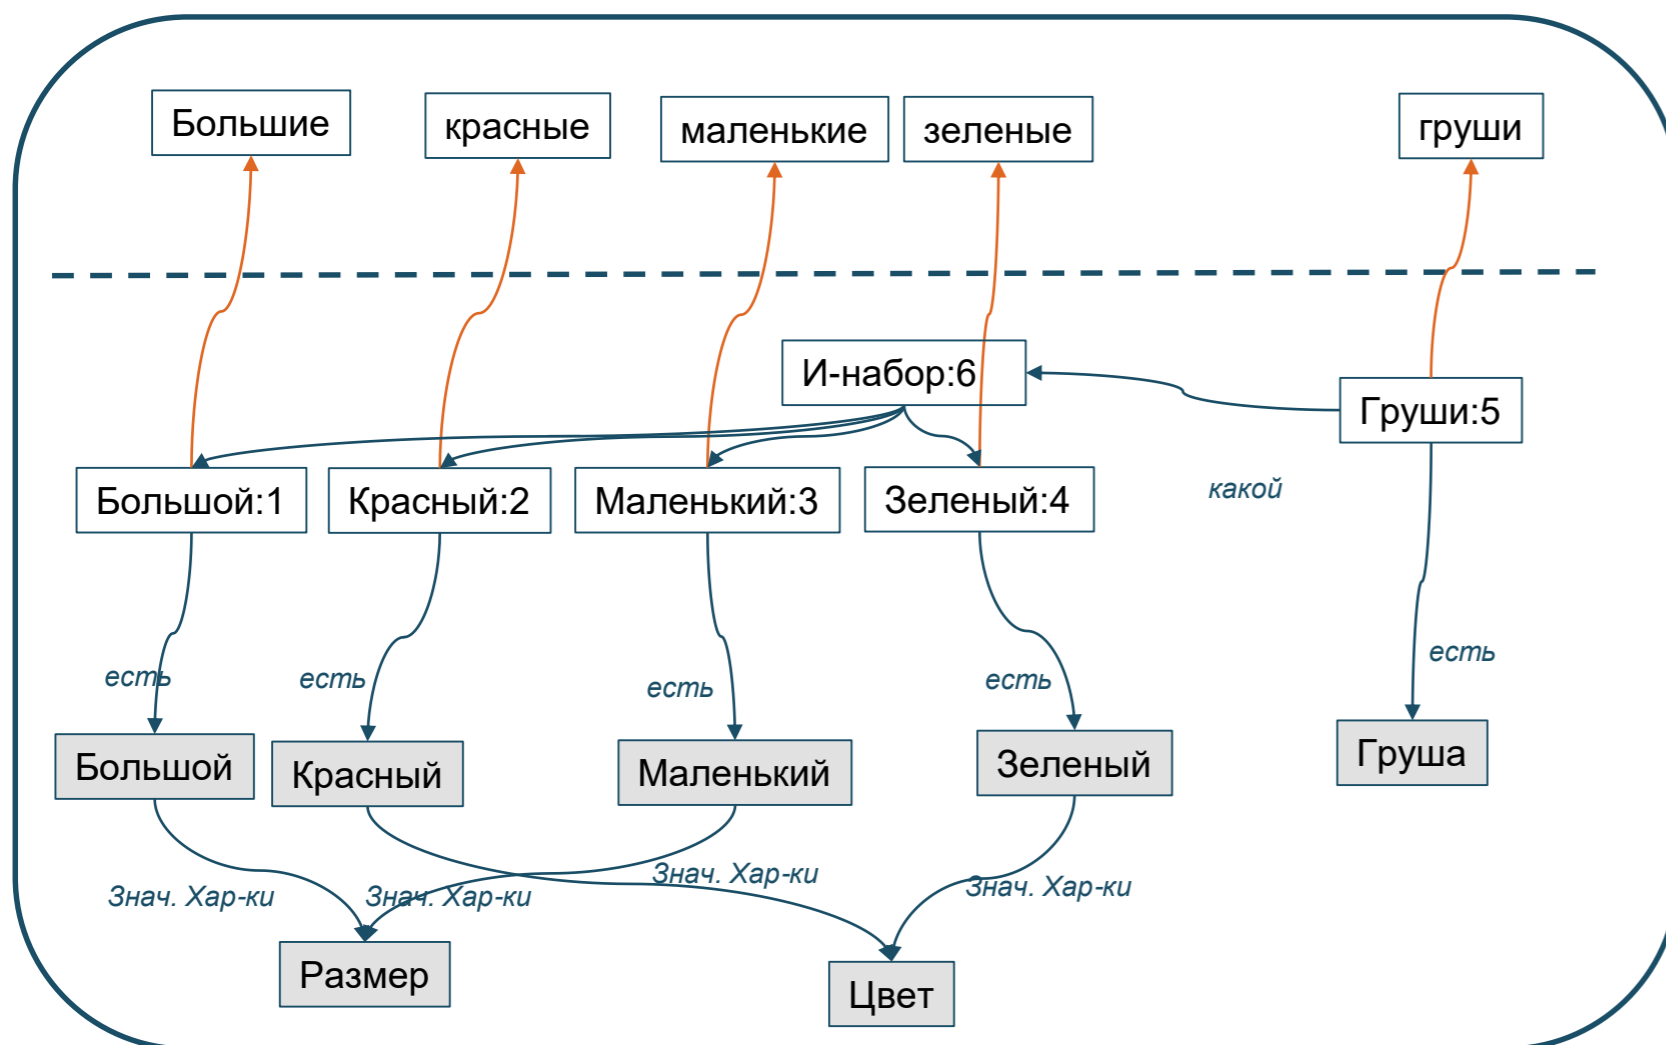 Большие
красные
маленькие
зеленые
груши
И-набор:6
Груши:5
Большой:1
Красный:2
Маленький:3
Зеленый:4
какой
есть
есть
есть
есть
есть
Большой
Красный
Маленький
Зеленый
Груша
Знач. Хар-ки
Знач. Хар-ки
Знач. Хар-ки
Знач. Хар-ки
Размер
Цвет